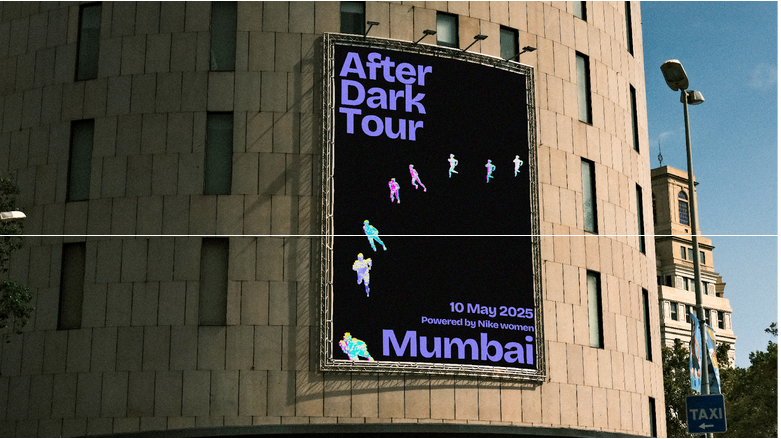 After
Dark
Tour
10 May 2025
Powered by Nike women
Mumbai
TAXI